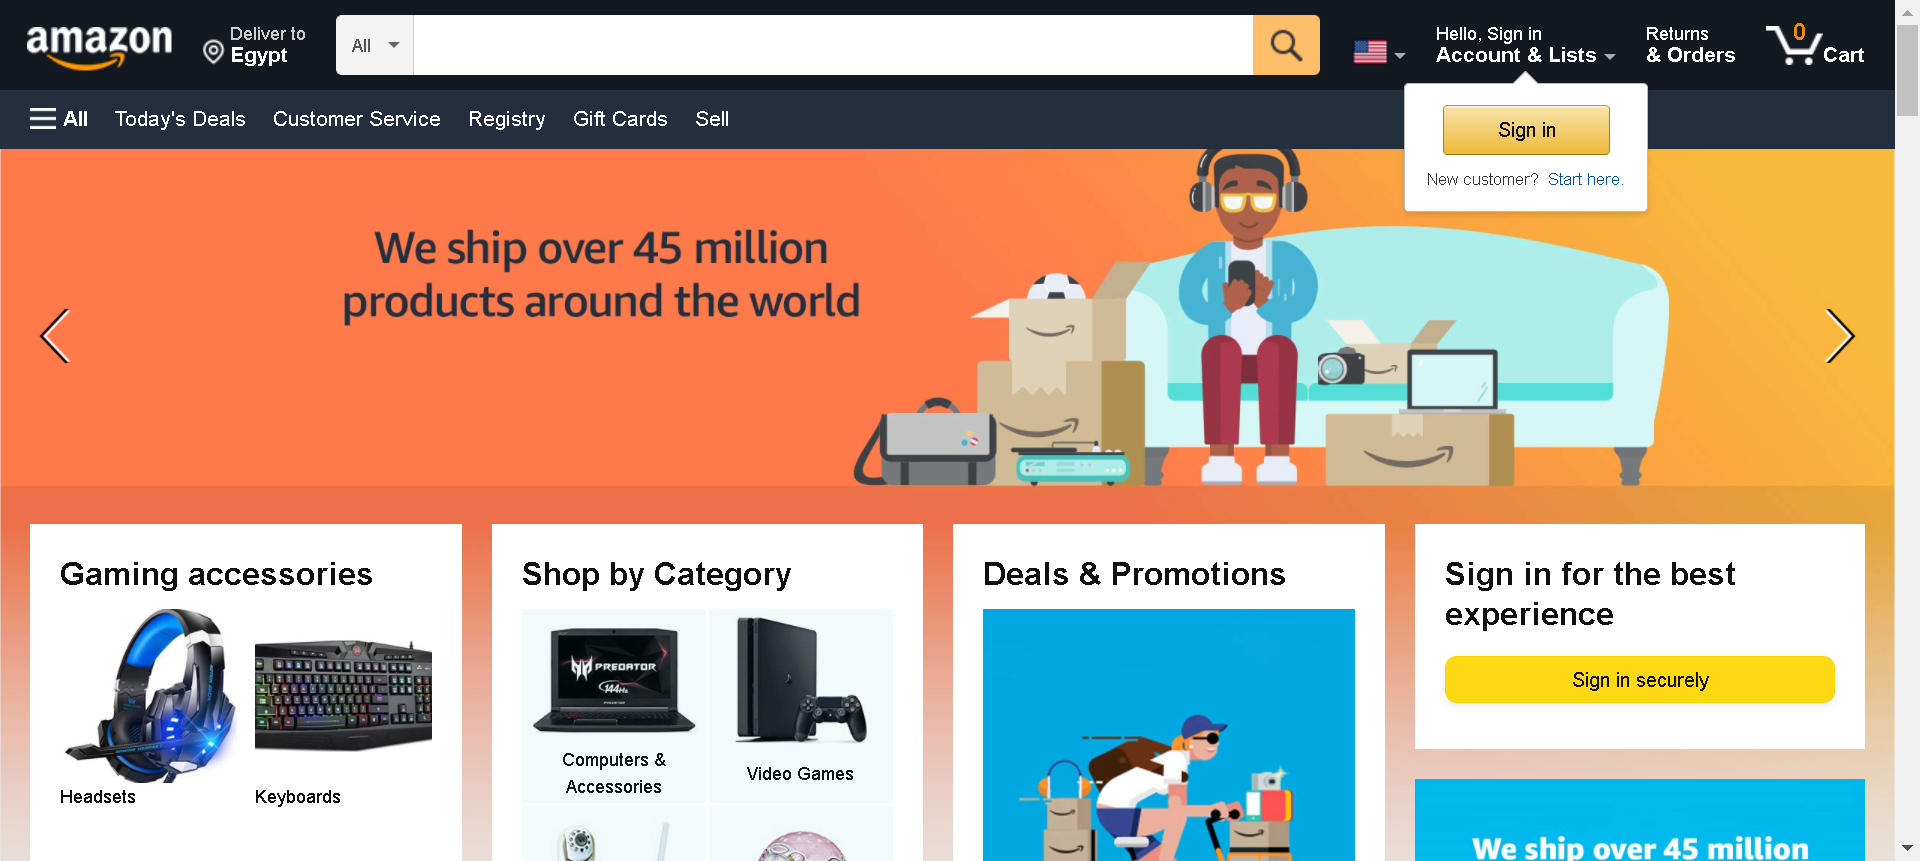 amazon
Deliver to
Egypt
All
Hello, Sign in
Account & Lists
Returns
& Orders
0
Cart
All
Today's Deals
Customer Service
Registry
Gift Cards
Sell
Sign in
New customer? Start here.
We ship over 45 million
products around the world
Gaming accessories
Headsets
Keyboards
Shop by Category
PREDATOR
144Hz
Computers &
Accessories
Video Games
Deals & Promotions
Sign in for the best
experience
Sign in securely
We ship over 45 million